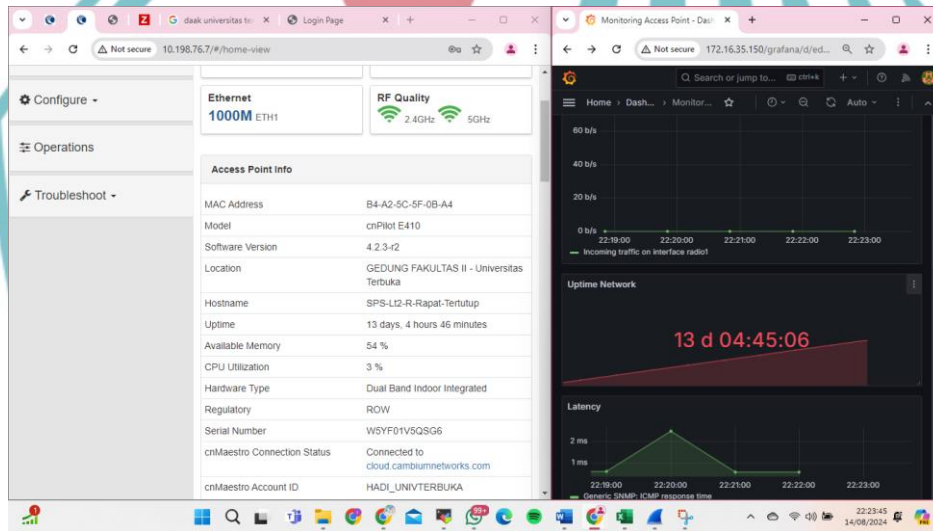 daak universitas te
Login Page
Not secure 10.198.76.7/#/home-view
Configure
Operations
Troubleshoot
Ethernet
1000M ETH1
RF Quality
2.4GHz 5GHz
Access Point Info
MAC Address B4-A2-5C-5F-0B-A4
Model cnPilot E410
Software Version 4.2.3-r2
Location GEDUNG FAKULTAS II - Universitas
Terbuka
Hostname SPS-Lt2-R-Rapat-Tertutup
Uptime 13 days, 4 hours 46 minutes
Available Memory 54 %
CPU Utilization 3 %
Hardware Type Dual Band Indoor Integrated
Regulatory ROW
Serial Number W5YF01V5QSG6
cnMaestro Connection Status Connected to
cloud.cambiumnetworks.com
cnMaestro Account ID HADI_UNIVTERBUKA
Monitoring Access Point - Dash
Not secure 172.16.35.150/grafana/d/ed...
Search or jump to... ctrl+k
Home › Dash... › Monitor... Auto
60 b/s
40 b/s
20 b/s
0 b/s
22:19:00 22:20:00 22:21:00 22:22:00 22:23:00
Incoming traffic on interface radio1
Uptime Network
13 d 04:45:06
Latency
2 ms
1 ms
22:19:00 22:20:00 22:21:00 22:22:00 22:23:00
Generic SNMP: ICMP response time
99+
22:23:45
14/08/2024